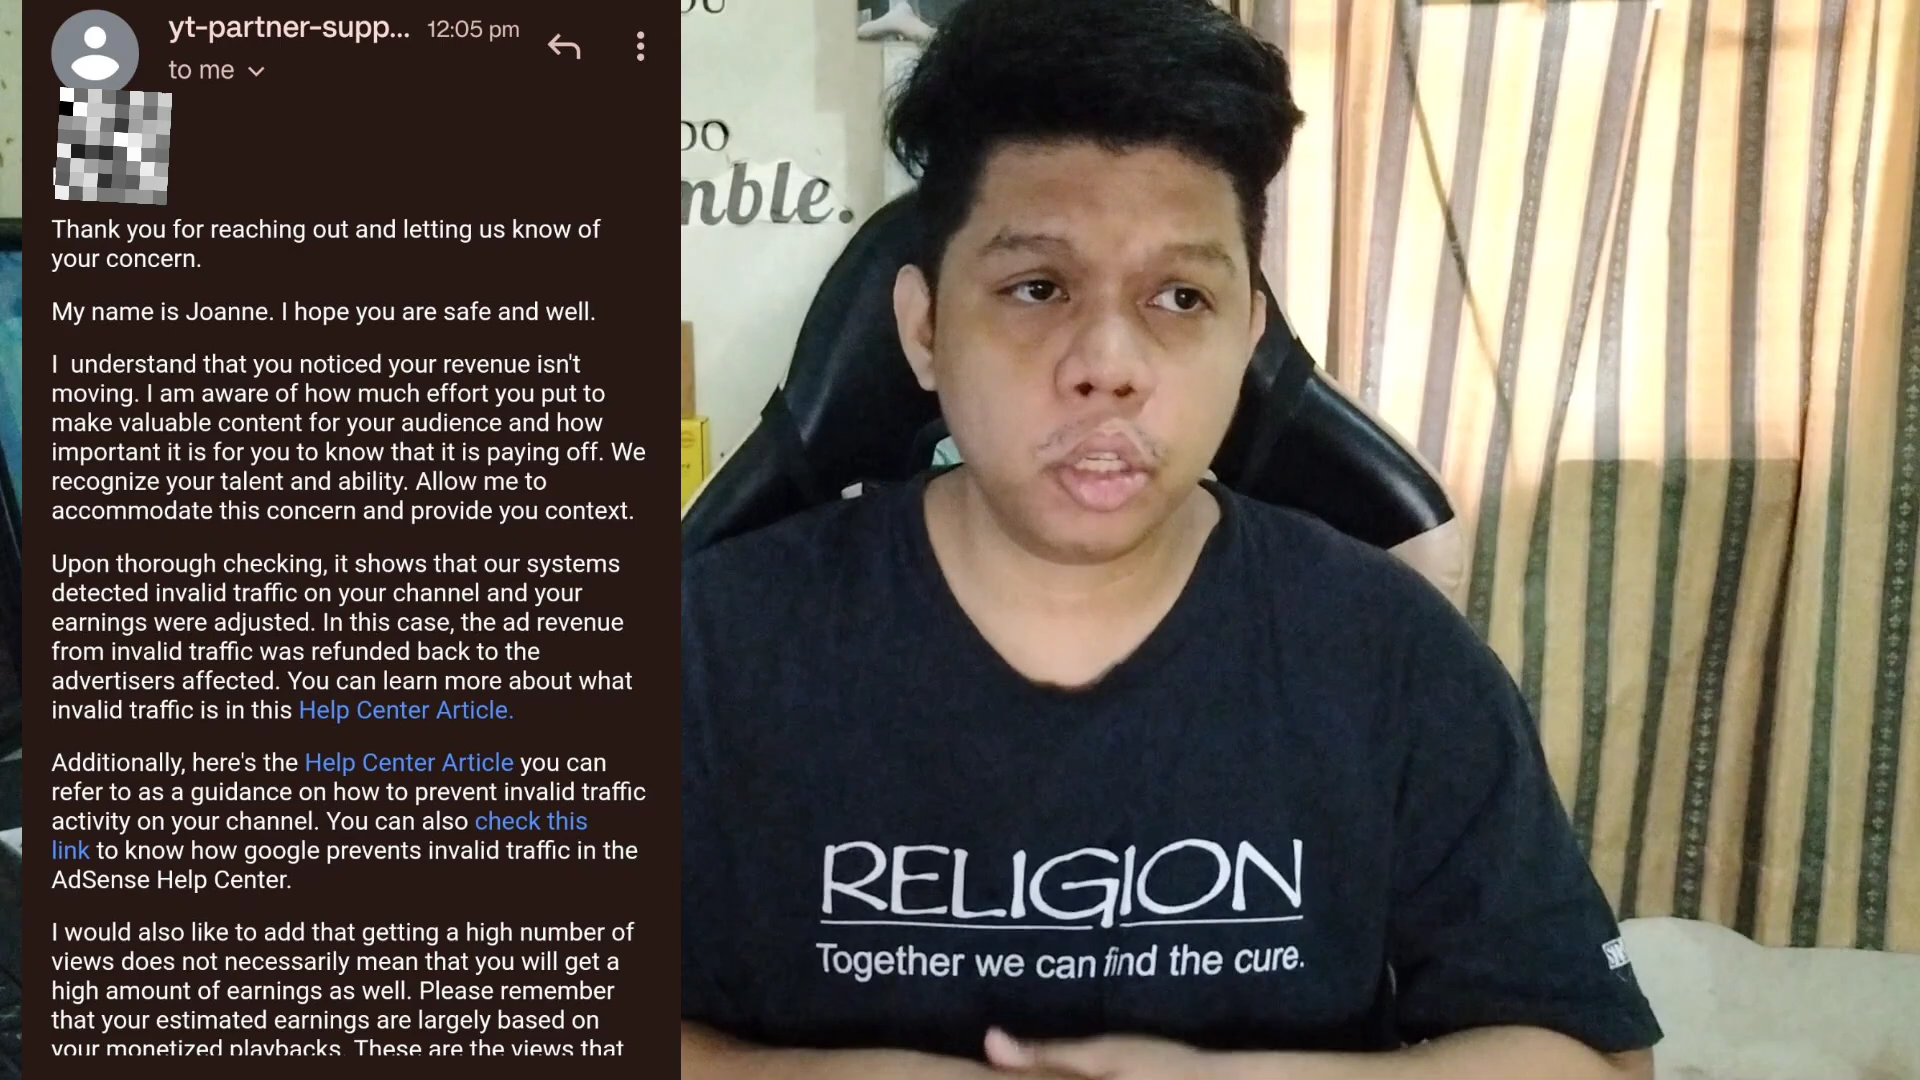 yt-partner-supp... 12:05 pm
to me
Thank you for reaching out and letting us know of
your concern.
My name is Joanne. I hope you are safe and well.
I  understand that you noticed your revenue isn't
moving. I am aware of how much effort you put to
make valuable content for your audience and how
important it is for you to know that it is paying off. We
recognize your talent and ability. Allow me to
accommodate this concern and provide you context.
Upon thorough checking, it shows that our systems
detected invalid traffic on your channel and your
earnings were adjusted. In this case, the ad revenue
from invalid traffic was refunded back to the
advertisers affected. You can learn more about what
invalid traffic is in this Help Center Article.
Additionally, here's the Help Center Article you can
refer to as a guidance on how to prevent invalid traffic
activity on your channel. You can also check this
link to know how google prevents invalid traffic in the
AdSense Help Center.
I would also like to add that getting a high number of
views does not necessarily mean that you will get a
high amount of earnings as well. Please remember
that your estimated earnings are largely based on
your monetized playbacks. These are the views that
RELIGION
Together we can find the cure.